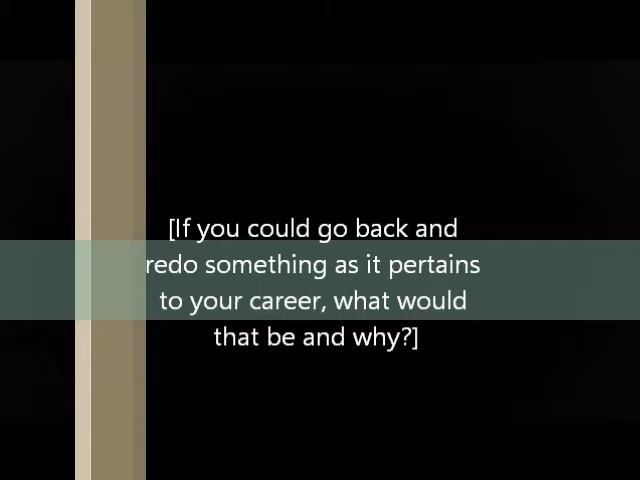 [If you could go back and
redo something as it pertains
to your career, what would
that be and why?]